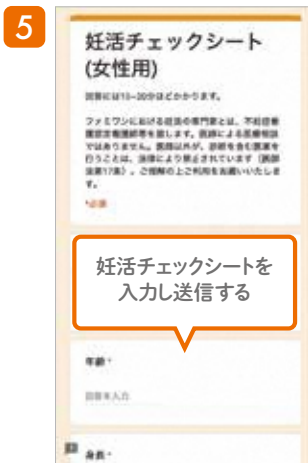 5
妊活チェックシート
(女性用)
回答には10~30分ほどかかります。
ファミワンにおける妊活の専門家とは、不妊症看
護認定看護師等を指します。医師による医療相談
ではありません。医師以外が、診断を含む医業を
行うことは、法律により禁止されています(医師
法第17条)。ご理解の上ご利用をお願いいたしま
す。
*必須
妊活チェックシートを
入力し送信する
年齢*
回答を入力
身長*